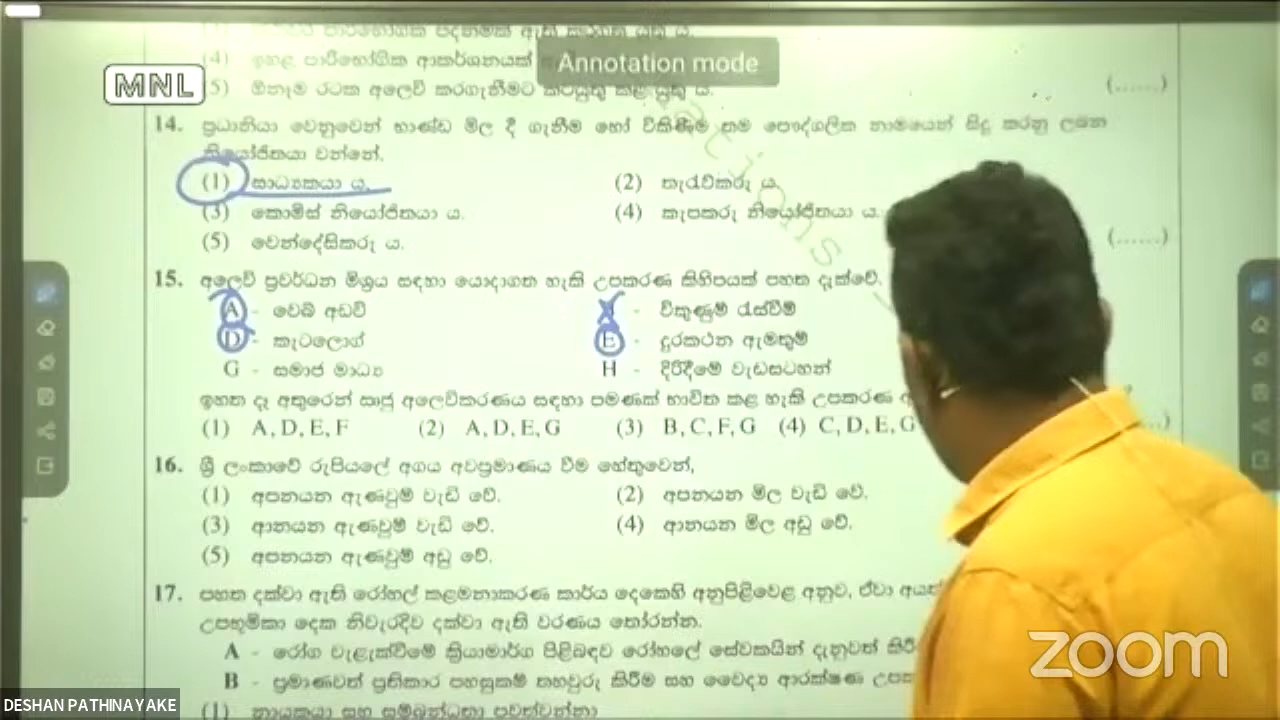 Annotation mode
MNL
(4) ඉහළ පාරිභෝගික ආකර්ශනයක්
(5) ඕනෑම රටක අලෙවි කරගැනීමට කටයුතු කළ යුතු ය. (......)
14. ප්‍රධානියා වෙනුවෙන් භාණ්ඩ මිල දී ගැනීම හෝ විකිණීම තම පෞද්ගලික නාමයෙන් සිදු කරනු ලබන
නියෝජිතයා වන්නේ,
(1) සාධ්‍යකයා ය. (2) තැරැව්කරු ය.
(3) කොමිස් නියෝජිතයා ය. (4) කැපකරු නියෝජිතයා ය.
(5) වෙන්දේසිකරු ය. (......)
15. අලෙවි ප්‍රවර්ධන මිශ්‍රය සඳහා යොදාගත හැකි උපකරණ කිහිපයක් පහත දැක්වේ.
A - වෙබ් අඩවි - විකුණුම් රැස්වීම්
D - කැටලොග් E - දුරකථන ඇමතුම්
G - සමාජ මාධ්‍ය H - දිරිදීමේ වැඩසටහන්
ඉහත දෑ අතුරෙන් සෘජු අලෙවිකරණය සඳහා පමණක් භාවිත කළ හැකි උපකරණ
(1) A, D, E, F (2) A, D, E, G (3) B, C, F, G (4) C, D, E, G
16. ශ්‍රී ලංකාවේ රුපියලේ අගය අවප්‍රමාණය වීම හේතුවෙන්,
(1) අපනයන ඇණවුම් වැඩි වේ. (2) අපනයන මිල වැඩි වේ.
(3) ආනයන ඇණවුම් වැඩි වේ. (4) ආනයන මිල අඩු වේ.
(5) අපනයන ඇණවුම් අඩු වේ.
17. පහත දක්වා ඇති රෝහල් කළමනාකරණ කාර්ය දෙකෙහි අනුපිළිවෙළ අනුව, ඒවා
උපභූමිකා දෙක නිවැරදිව දක්වා ඇති වරණය තෝරන්න.
A - රෝග වැළැක්වීමේ ක්‍රියාමාර්ග පිළිබඳව රෝහලේ සේවකයින් දැනුවත්
B - ප්‍රමාණවත් ප්‍රතිකාර පහසුකම් තහවුරු කිරීම සහ වෛද්‍ය ආරක්ෂණ
(1) නායකයා සහ සම්බන්ධතා පවත්වන්නා
zoom
DESHAN PATHINAYAKE